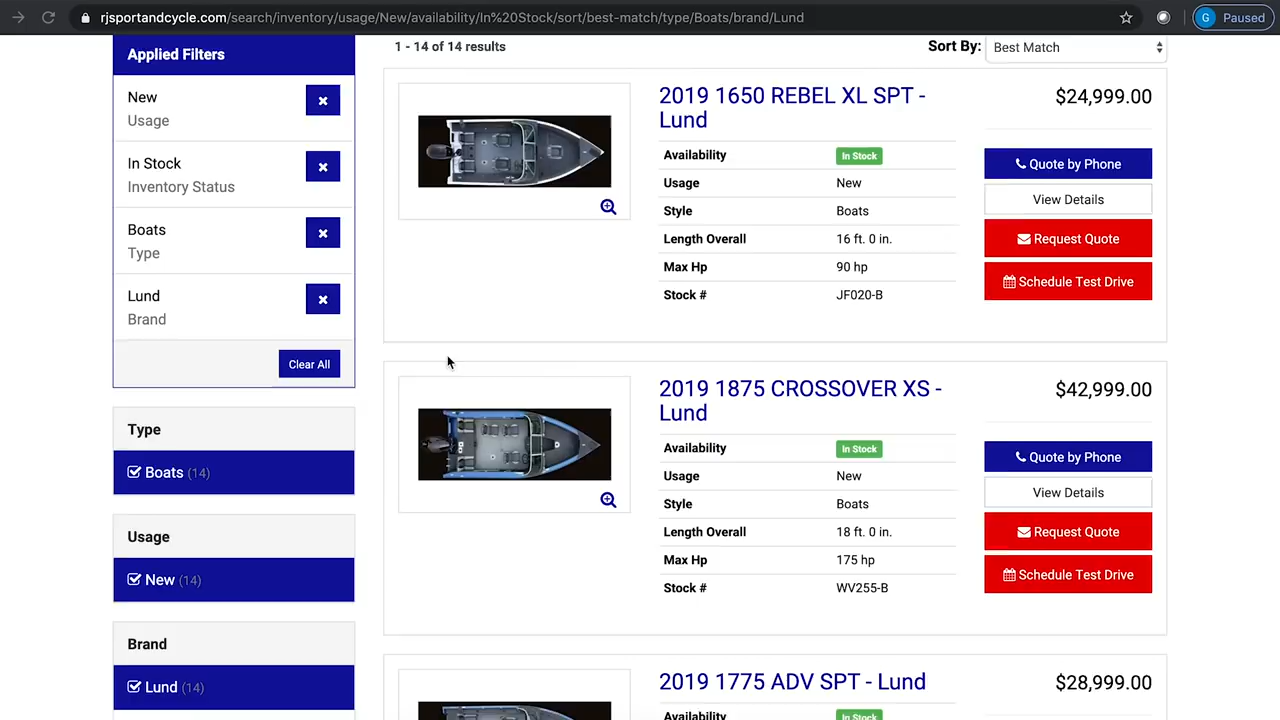 rjsportandcycle.com/search/inventory/usage/New/availability/In%20Stock/sort/best-match/type/Boats/brand/Lund
G Paused
Applied Filters
New
Usage
In Stock
Inventory Status
Boats
Type
Lund
Brand
Clear All
Type
Boats (14)
Usage
New (14)
Brand
Lund (14)
1 - 14 of 14 results
Sort By: Best Match
2019 1650 REBEL XL SPT -
Lund
Availability In Stock
Usage New
Style Boats
Length Overall 16 ft. 0 in.
Max Hp 90 hp
Stock # JF020-B
$24,999.00
Quote by Phone
View Details
Request Quote
Schedule Test Drive
2019 1875 CROSSOVER XS -
Lund
Availability In Stock
Usage New
Style Boats
Length Overall 18 ft. 0 in.
Max Hp 175 hp
Stock # WV255-B
$42,999.00
Quote by Phone
View Details
Request Quote
Schedule Test Drive
2019 1775 ADV SPT - Lund
Availability In Stock
$28,999.00